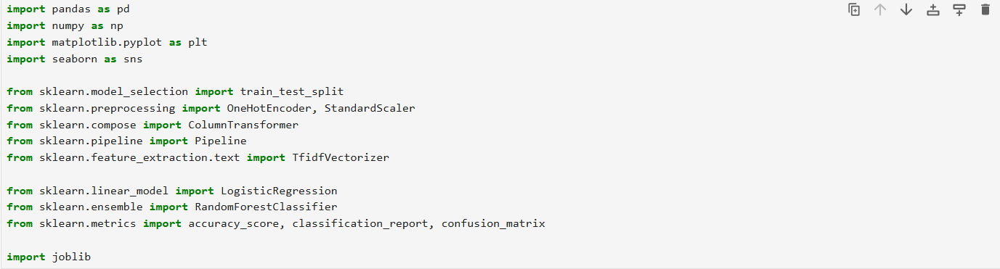 import pandas as pd
import numpy as np
import matplotlib.pyplot as plt
import seaborn as sns

from sklearn.model_selection import train_test_split
from sklearn.preprocessing import OneHotEncoder, StandardScaler
from sklearn.compose import ColumnTransformer
from sklearn.pipeline import Pipeline
from sklearn.feature_extraction.text import TfidfVectorizer

from sklearn.linear_model import LogisticRegression
from sklearn.ensemble import RandomForestClassifier
from sklearn.metrics import accuracy_score, classification_report, confusion_matrix

import joblib